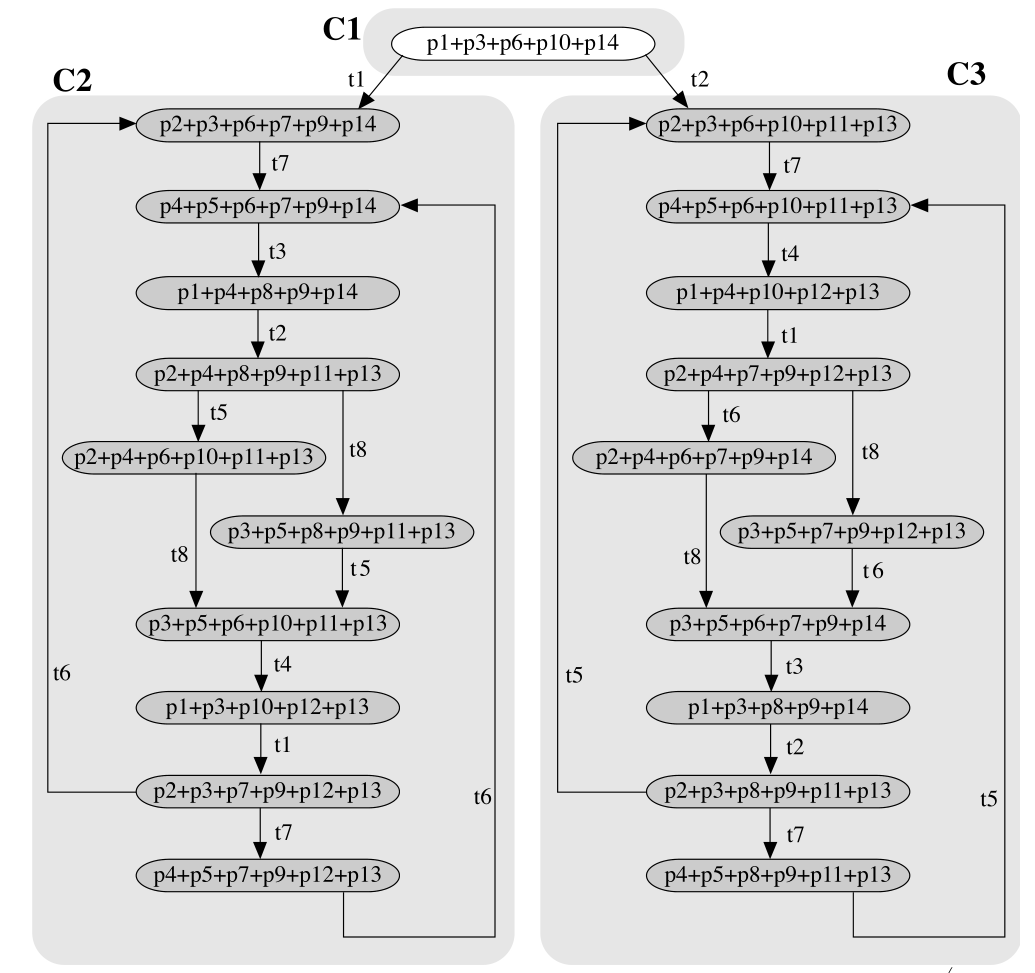 C1
p1+p3+p6+p10+p14
t1
t2
C2
p2+p3+p6+p7+p9+p14
t7
p4+p5+p6+p7+p9+p14
t3
p1+p4+p8+p9+p14
t2
p2+p4+p8+p9+p11+p13
t5
t8
p2+p4+p6+p10+p11+p13
p3+p5+p8+p9+p11+p13
t8
t5
p3+p5+p6+p10+p11+p13
t4
t6
p1+p3+p10+p12+p13
t1
p2+p3+p7+p9+p12+p13
t6
t7
p4+p5+p7+p9+p12+p13
C3
p2+p3+p6+p10+p11+p13
t7
p4+p5+p6+p10+p11+p13
t4
p1+p4+p10+p12+p13
t1
p2+p4+p7+p9+p12+p13
t6
t8
p2+p4+p6+p7+p9+p14
p3+p5+p7+p9+p12+p13
t8
t6
p3+p5+p6+p7+p9+p14
t3
t5
p1+p3+p8+p9+p14
t2
p2+p3+p8+p9+p11+p13
t5
t7
p4+p5+p8+p9+p11+p13